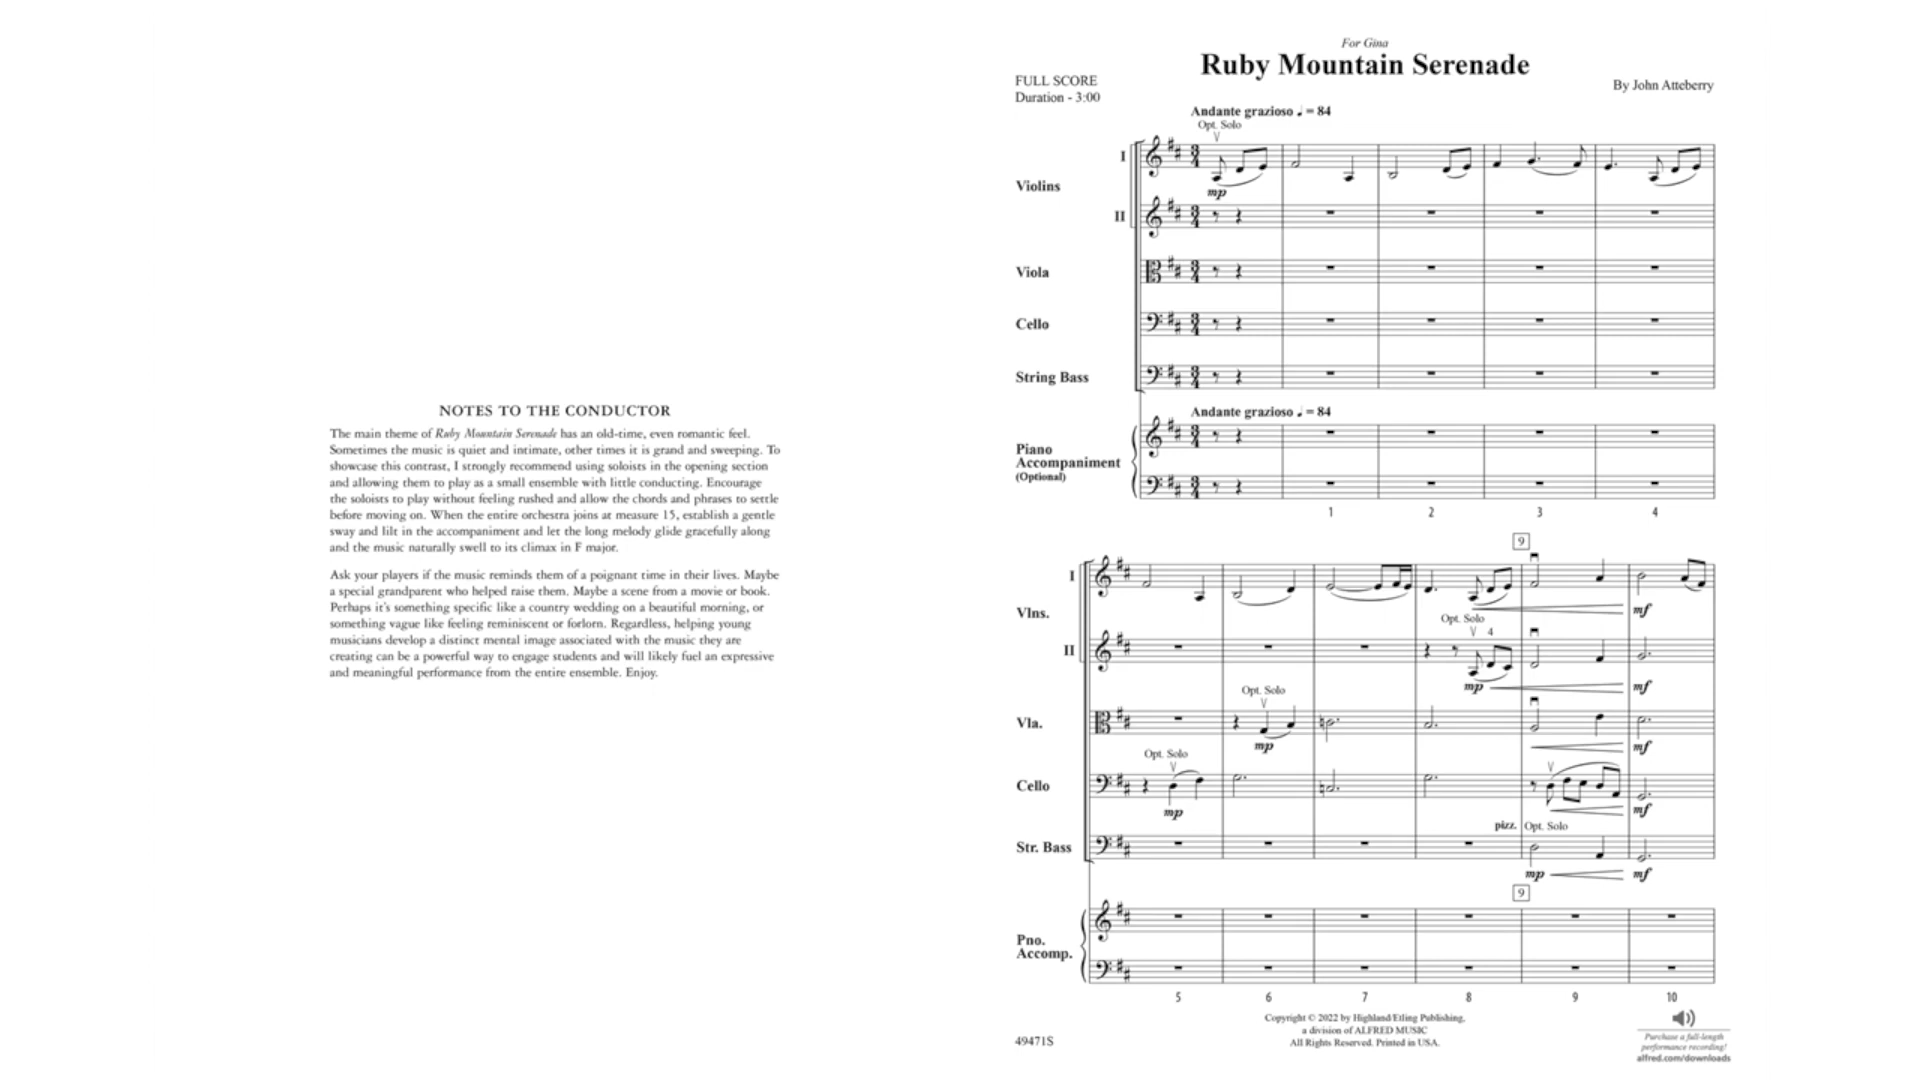 NOTES TO THE CONDUCTOR
The main theme of Ruby Mountain Serenade has an old-time, even romantic feel.
Sometimes the music is quiet and intimate, other times it is grand and sweeping. To
showcase this contrast, I strongly recommend using soloists in the opening section
and allowing them to play as a small ensemble with little conducting. Encourage
the soloists to play without feeling rushed and allow the chords and phrases to settle
before moving on. When the entire orchestra joins at measure 15, establish a gentle
sway and lilt in the accompaniment and let the long melody glide gracefully along
and the music naturally swell to its climax in F major.
Ask your players if the music reminds them of a poignant time in their lives. Maybe
a special grandparent who helped raise them. Maybe a scene from a movie or book.
Perhaps it's something specific like a country wedding on a beautiful morning, or
something vague like feeling reminiscent or forlorn. Regardless, helping young
musicians develop a distinct mental image associated with the music they are
creating can be a powerful way to engage students and will likely fuel an expressive
and meaningful performance from the entire ensemble. Enjoy.
For Gina
Ruby Mountain Serenade
FULL SCORE
Duration - 3:00
By John Atteberry
Andante grazioso ♩ = 84
Opt. Solo
I
Violins
mp
II
Viola
Cello
String Bass
Andante grazioso ♩ = 84
Piano
Accompaniment
(Optional)
1 2 3 4
9
I
mf
Vlns.
Opt. Solo
4
II
mp mf
Opt. Solo
Vla.
mp mf
Opt. Solo
Cello
mp mf
pizz. Opt. Solo
Str. Bass
mp mf
9
Pno.
Accomp.
5 6 7 8 9 10
Copyright © 2022 by Highland/Etling Publishing,
a division of ALFRED MUSIC
All Rights Reserved. Printed in USA.
49471S
Purchase a full-length
performance recording!
alfred.com/downloads